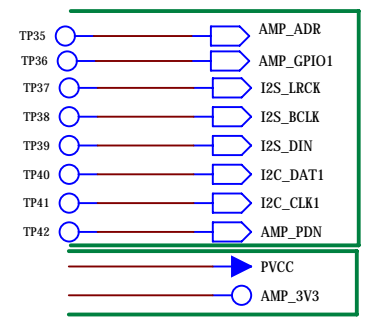 TP35 AMP_ADR
TP36 AMP_GPIO1
TP37 I2S_LRCK
TP38 I2S_BCLK
TP39 I2S_DIN
TP40 I2C_DAT1
TP41 I2C_CLK1
TP42 AMP_PDN
PVCC
AMP_3V3